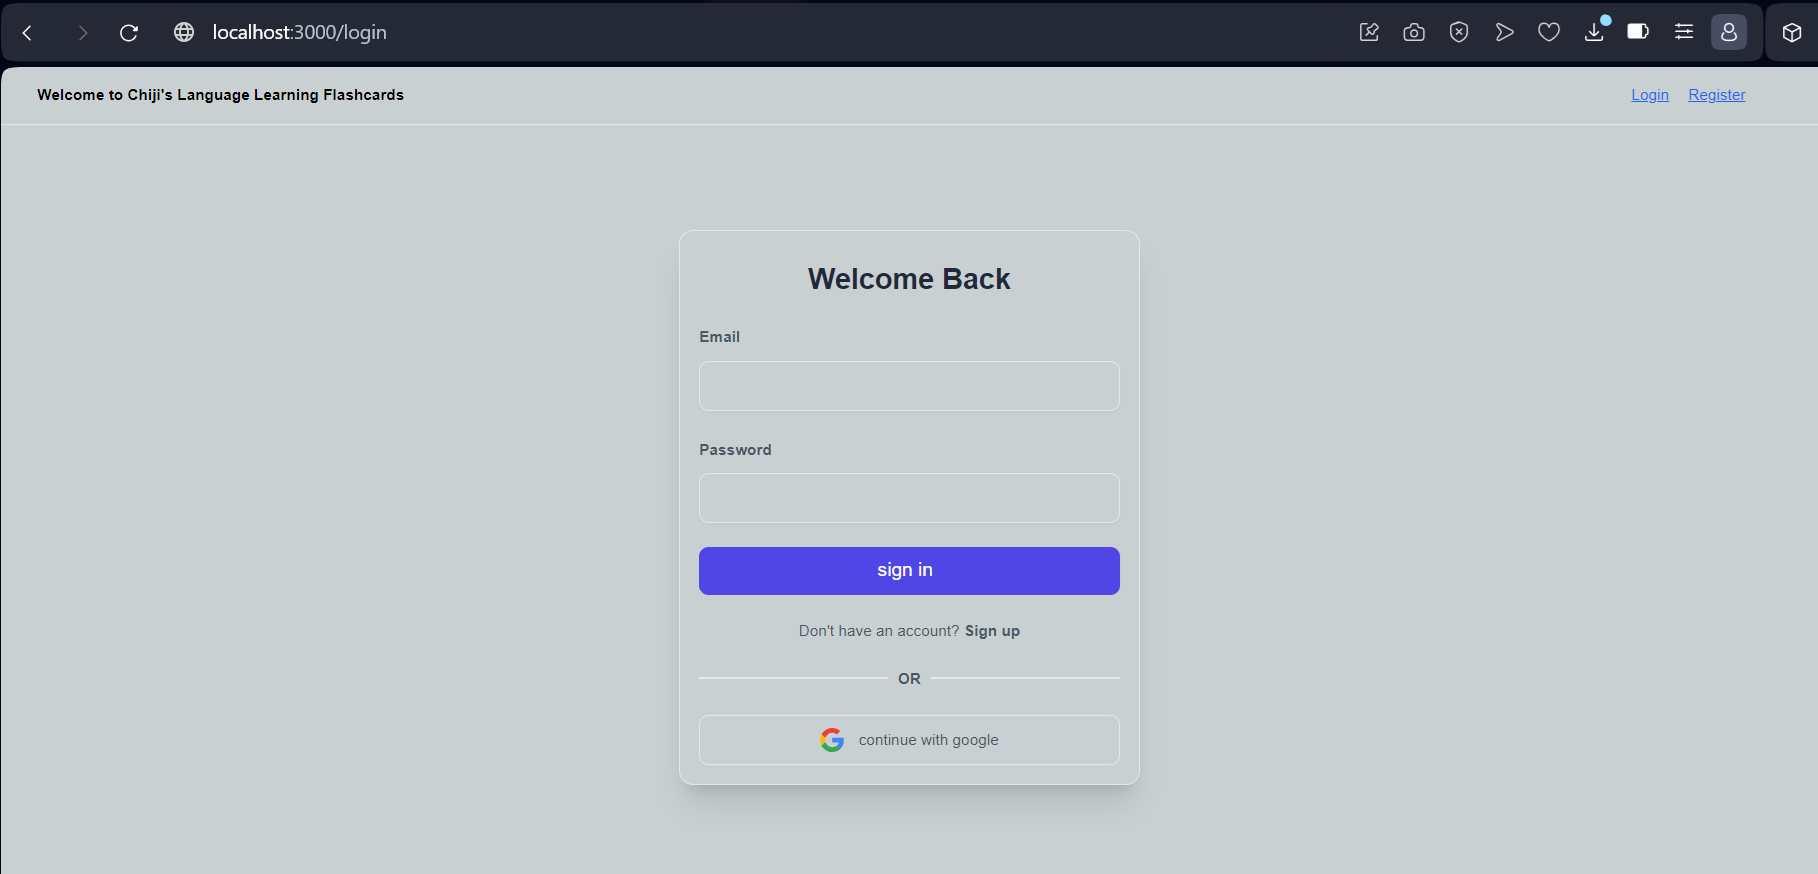 localhost:3000/login
Welcome to Chiji's Language Learning Flashcards
Login Register
Welcome Back
Email
Password
sign in
Don't have an account? Sign up
OR
continue with google